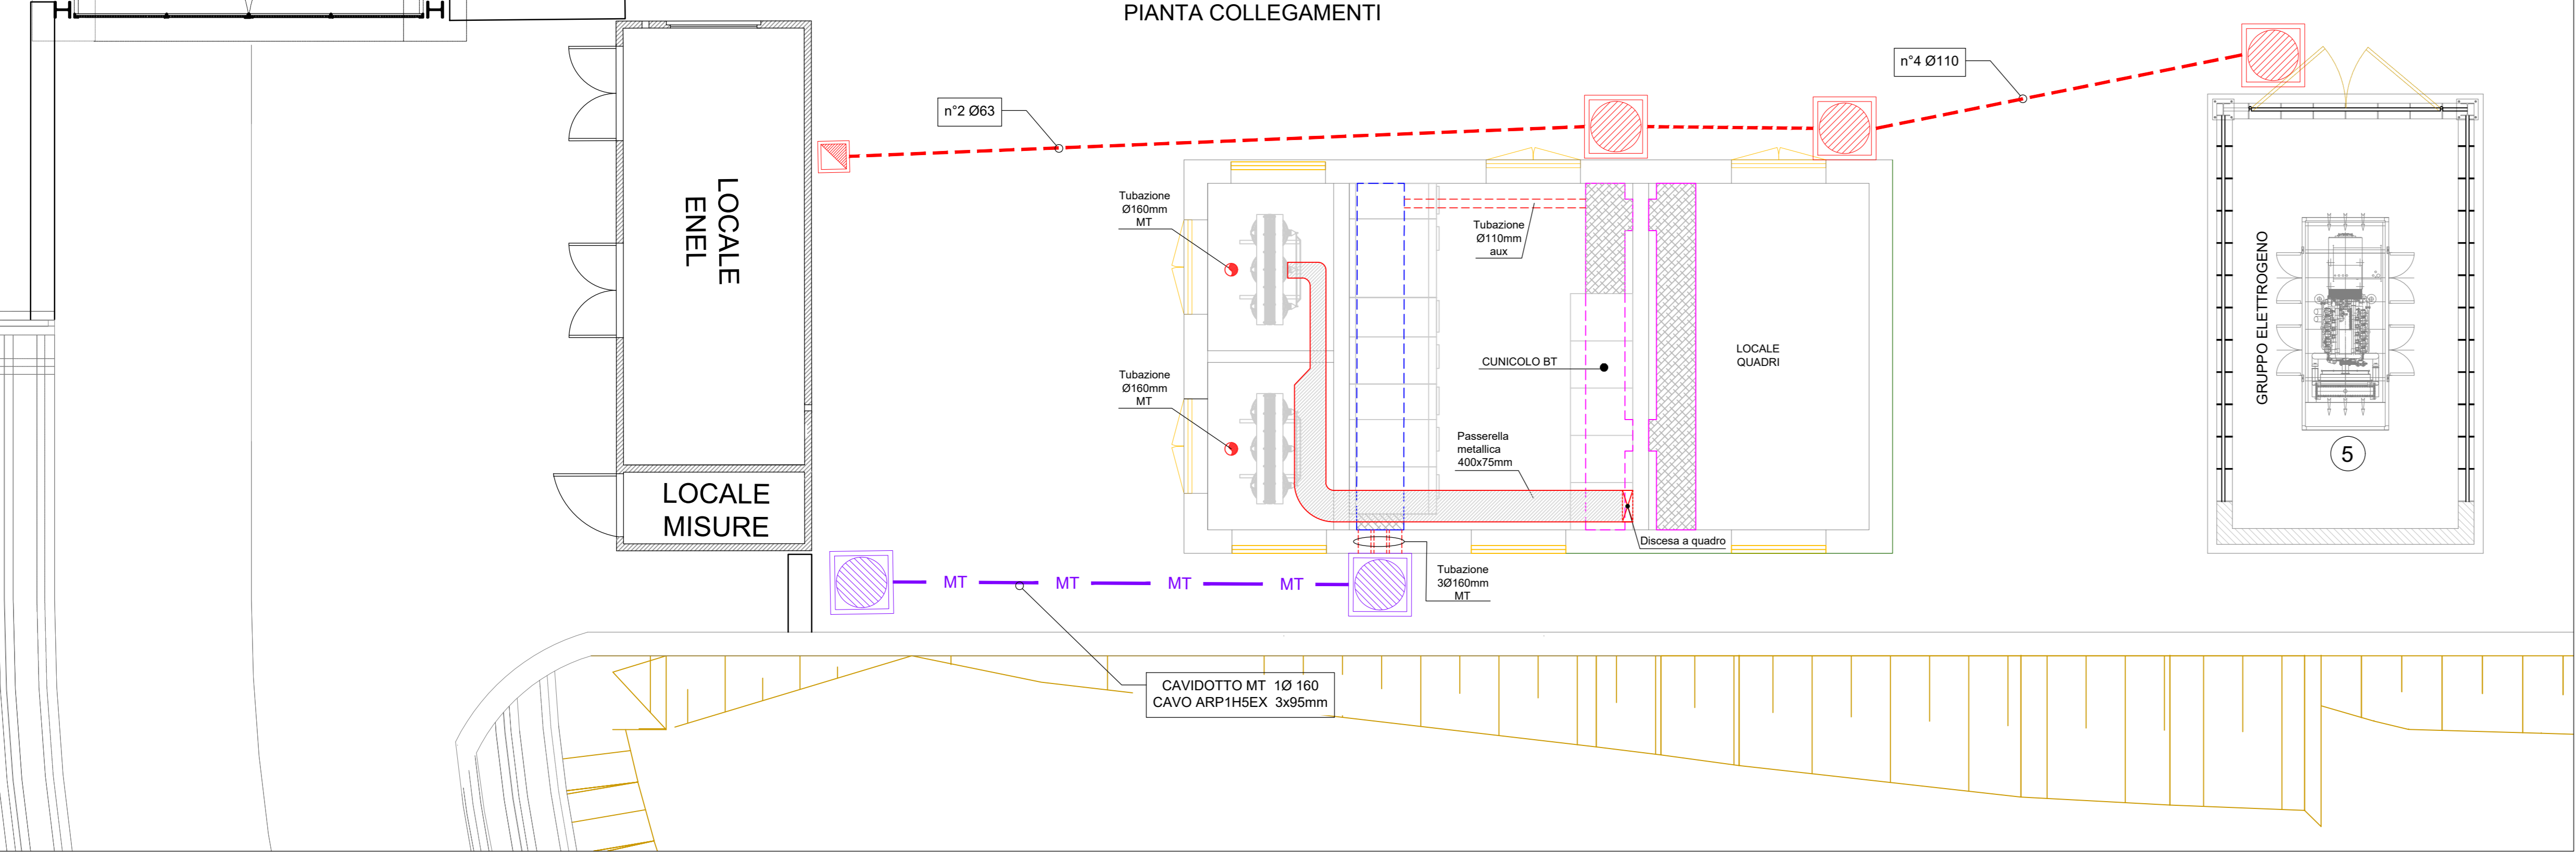 PIANTA COLLEGAMENTI
n°4 Ø110
n°2 Ø63
LOCALE
ENEL
Tubazione
Ø160mm
MT
Tubazione
Ø110mm
aux
GRUPPO ELETTROGENO
LOCALE
QUADRI
CUNICOLO BT
Tubazione
Ø160mm
MT
Passerella
metallica
400x75mm
5
LOCALE
MISURE
Discesa a quadro
MT
MT
MT
MT
Tubazione
3Ø160mm
MT
CAVIDOTTO MT 1Ø 160
CAVO ARP1H5EX 3x95mm